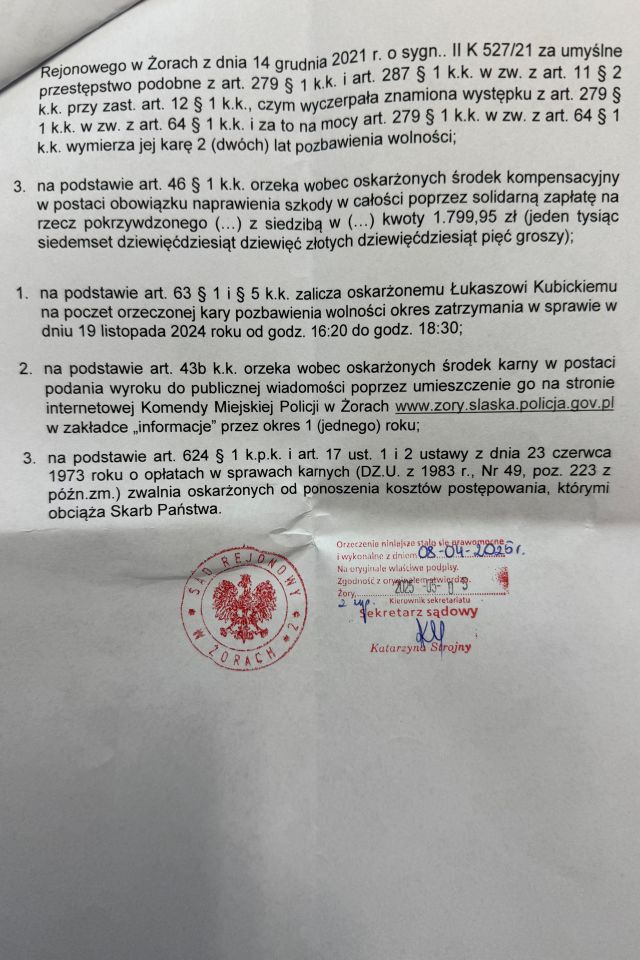 Rejonowego w Żorach z dnia 14 grudnia 2021 r. o sygn.. II K 527/21 za umyślne
przestępstwo podobne z art. 279 § 1 k.k. i art. 287 § 1 k.k. w zw. z art. 11 § 2
k.k. przy zast. art. 12 § 1 k.k., czym wyczerpała znamiona występku z art. 279 §
1 k.k. w zw. z art. 64 § 1 k.k. i za to na mocy art. 279 § 1 k.k. w zw. z art. 64 § 1
k.k. wymierza jej karę 2 (dwóch) lat pozbawienia wolności;
3. na podstawie art. 46 § 1 k.k. orzeka wobec oskarżonych środek kompensacyjny
w postaci obowiązku naprawienia szkody w całości poprzez solidarną zapłatę na
rzecz pokrzywdzonego (...) z siedzibą w (...) kwoty 1.799,95 zł (jeden tysiąc
siedemset dziewięćdziesiąt dziewięć złotych dziewięćdziesiąt pięć groszy);
1. na podstawie art. 63 § 1 i § 5 k.k. zalicza oskarżonemu Łukaszowi Kubickiemu
na poczet orzeczonej kary pozbawienia wolności okres zatrzymania w sprawie w
dniu 19 listopada 2024 roku od godz. 16:20 do godz. 18:30;
2. na podstawie art. 43b k.k. orzeka wobec oskarżonych środek karny w postaci
podania wyroku do publicznej wiadomości poprzez umieszczenie go na stronie
internetowej Komendy Miejskiej Policji w Żorach www.zory.slaska.policja.gov.pl
w zakładce „informacje” przez okres 1 (jednego) roku;
3. na podstawie art. 624 § 1 k.p.k. i art. 17 ust. 1 i 2 ustawy z dnia 23 czerwca
1973 roku o opłatach w sprawach karnych (DZ.U. z 1983 r., Nr 49, poz. 223 z
późn.zm.) zwalnia oskarżonych od ponoszenia kosztów postępowania, którymi
obciąża Skarb Państwa.
SĄD REJONOWY
W ŻORACH
* 2 *
Orzeczenie niniejsze stało się prawomocne
i wykonalne z dniem 08-04-2025r.
Na oryginale właściwe podpisy.
Zgodność z oryginałem stwierdza.
Żory, 2025 -05-
2 wyp. Kierownik sekretariatu
Sekretarz sądowy
Katarzyna Strojny